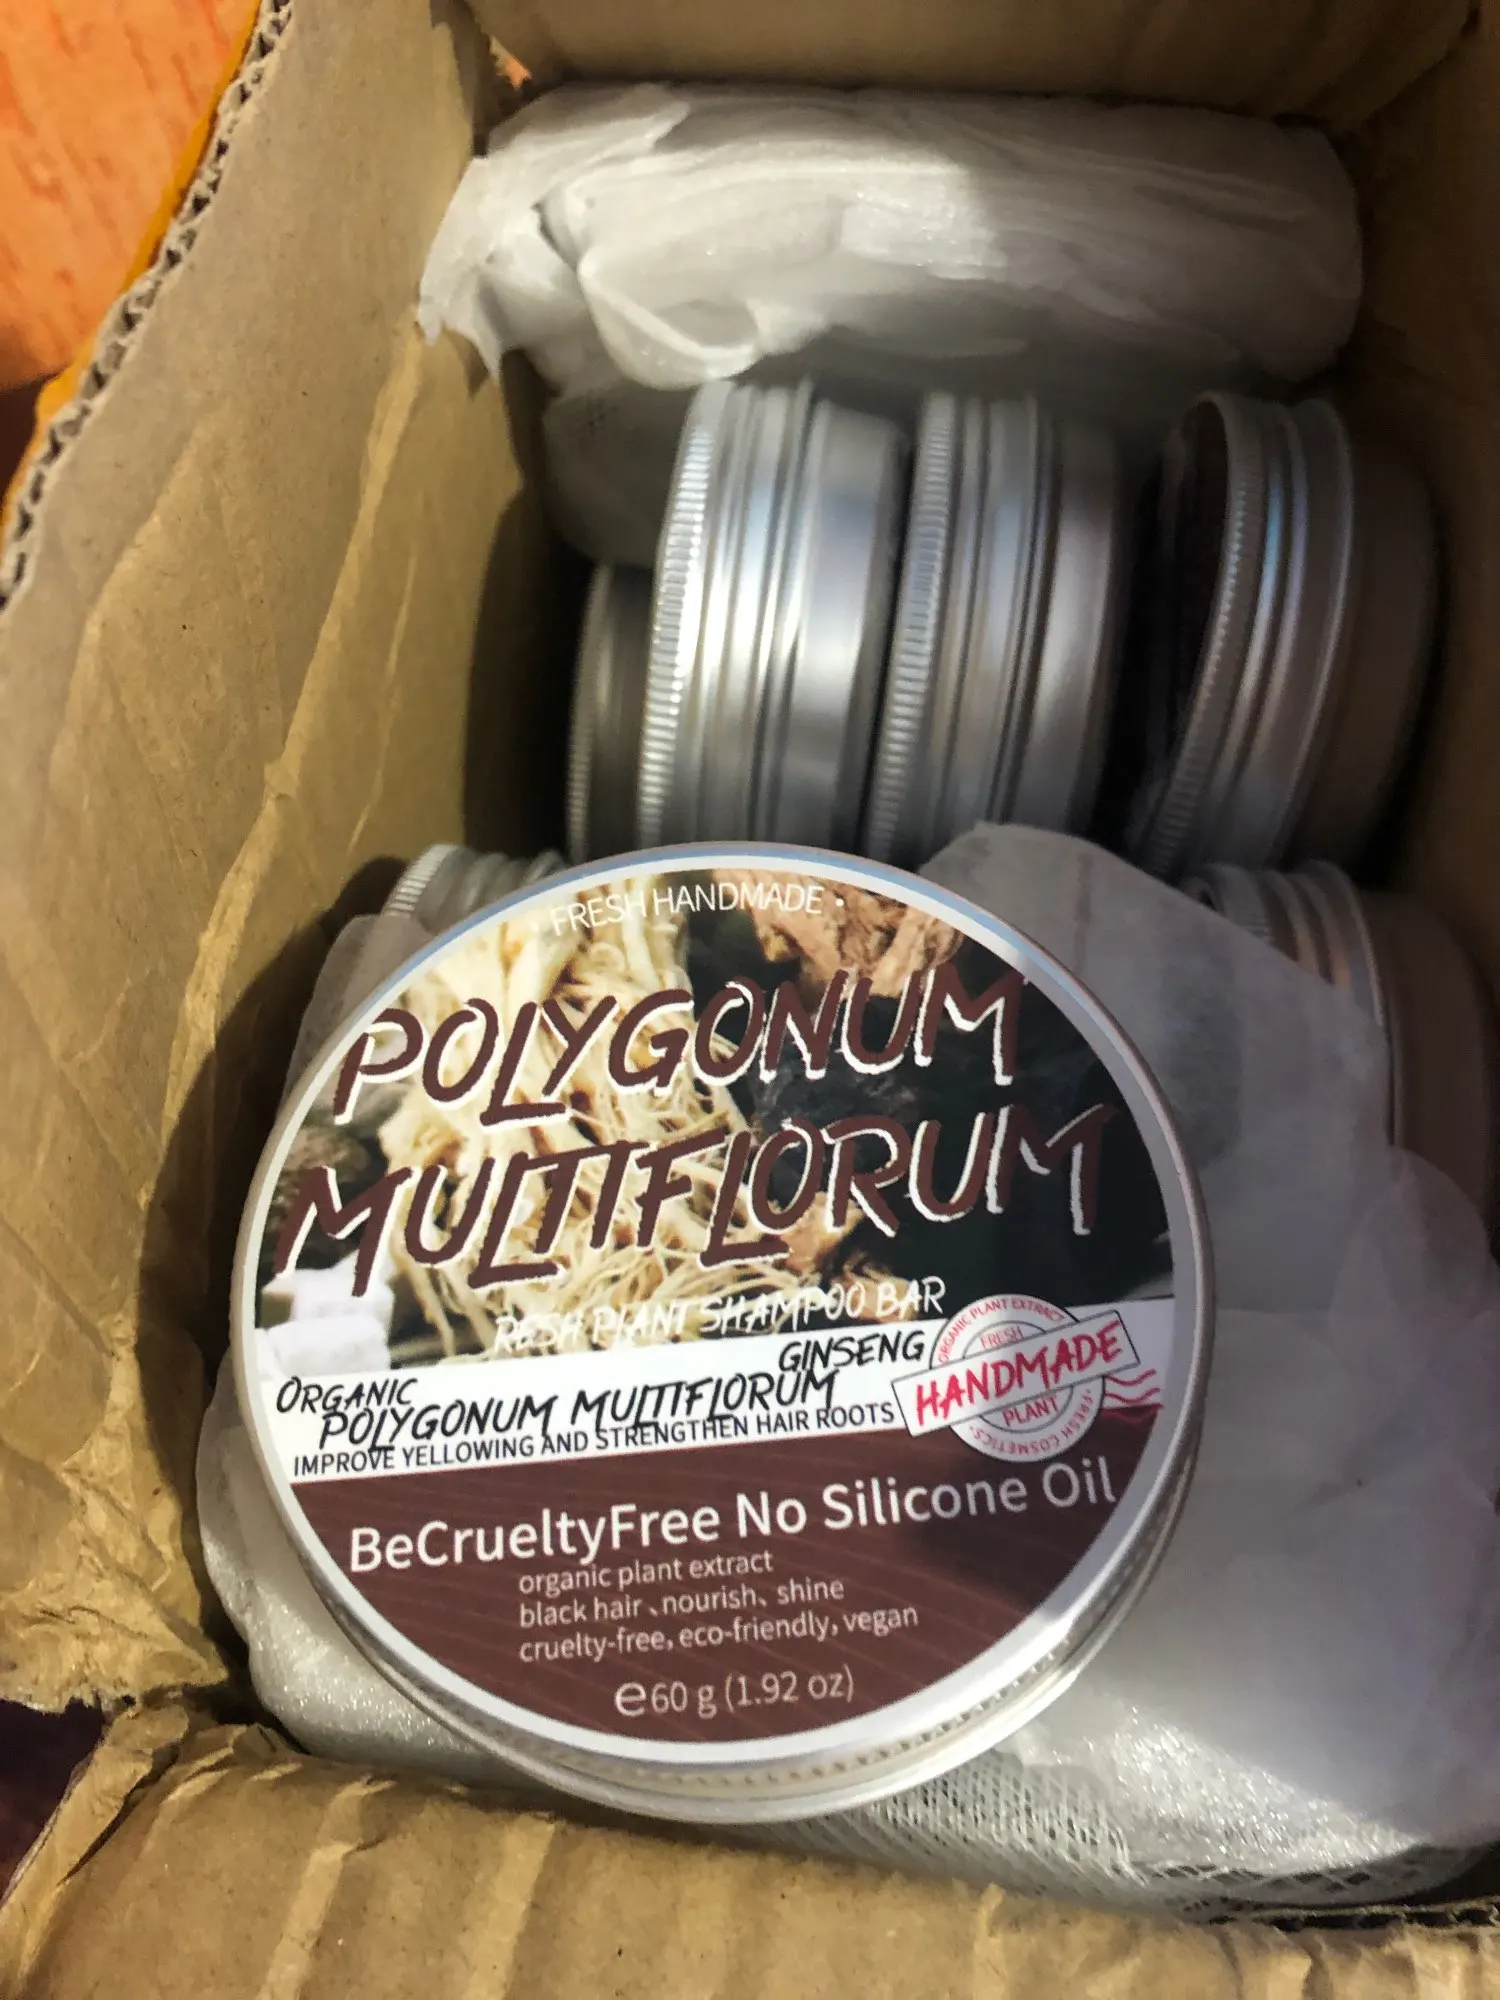 FRESH HANDMADE •
POLYGONUM
MULTIFLORUM
RESH PLANT SHAMPOO BAR
GINSENG
ORGANIC
POLYGONUM MULTIFLORUM
IMPROVE YELLOWING AND STRENGTHEN HAIR ROOTS
ORGANIC PLANT EXTRACT
FRESH
HANDMADE
PLANT
• FRESH COSMETICS •
BeCrueltyFree No Silicone Oil
organic plant extract
black hair、nourish、shine
cruelty-free, eco-friendly, vegan
℮60 g (1.92 oz)